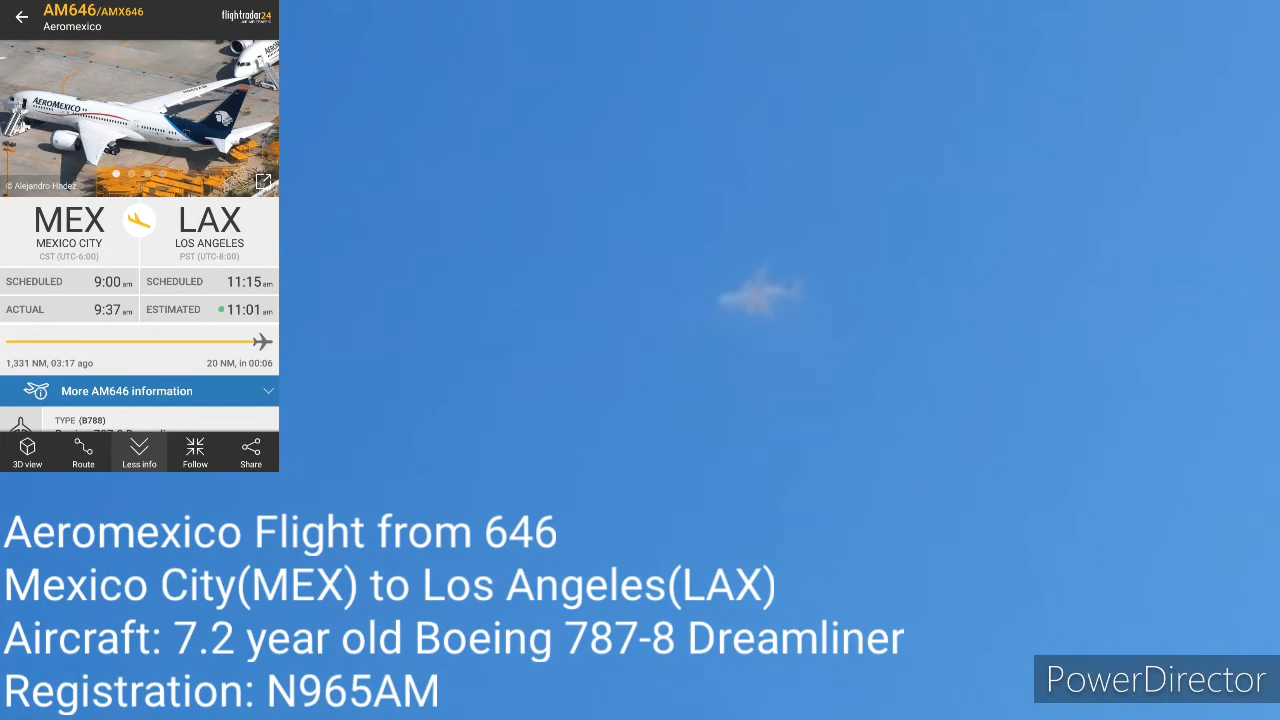 AM646/AMX646
Aeromexico
flightradar24
LIVE AIR TRAFFIC
AEROMEXICO
© Alejandro Hndez
MEX
LAX
MEXICO CITY
LOS ANGELES
CST (UTC-6:00)
PST (UTC-8:00)
SCHEDULED 9:00 am
SCHEDULED 11:15 am
ACTUAL 9:37 am
ESTIMATED 11:01 am
1,331 NM, 03:17 ago
20 NM, in 00:06
More AM646 information
TYPE (B788)
3D view
Route
Less info
Follow
Share
Aeromexico Flight from 646
Mexico City(MEX) to Los Angeles(LAX)
Aircraft: 7.2 year old Boeing 787-8 Dreamliner
Registration: N965AM
PowerDirector